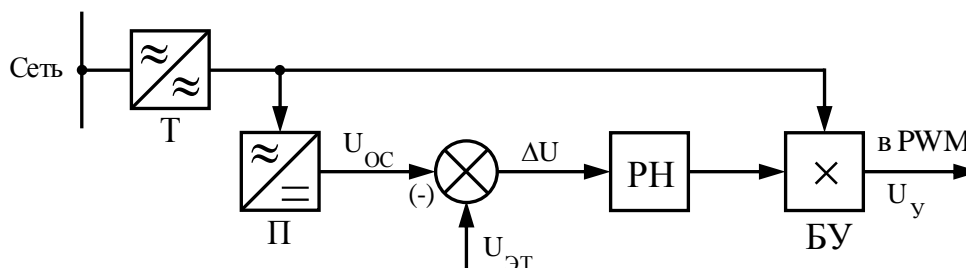 Сеть
Т
П
U_ОС
(-)
U_ЭТ
ΔU
РН
×
БУ
в PWM
U_У